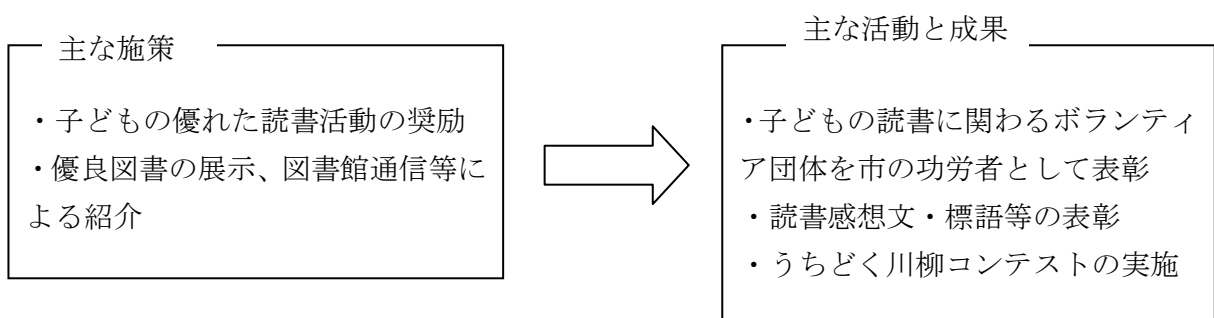 主な施策
・子どもの優れた読書活動の奨励
・優良図書の展示、図書館通信等に
よる紹介
主な活動と成果
・子どもの読書に関わるボランティ
ア団体を市の功労者として表彰
・読書感想文・標語等の表彰
・うちどく川柳コンテストの実施